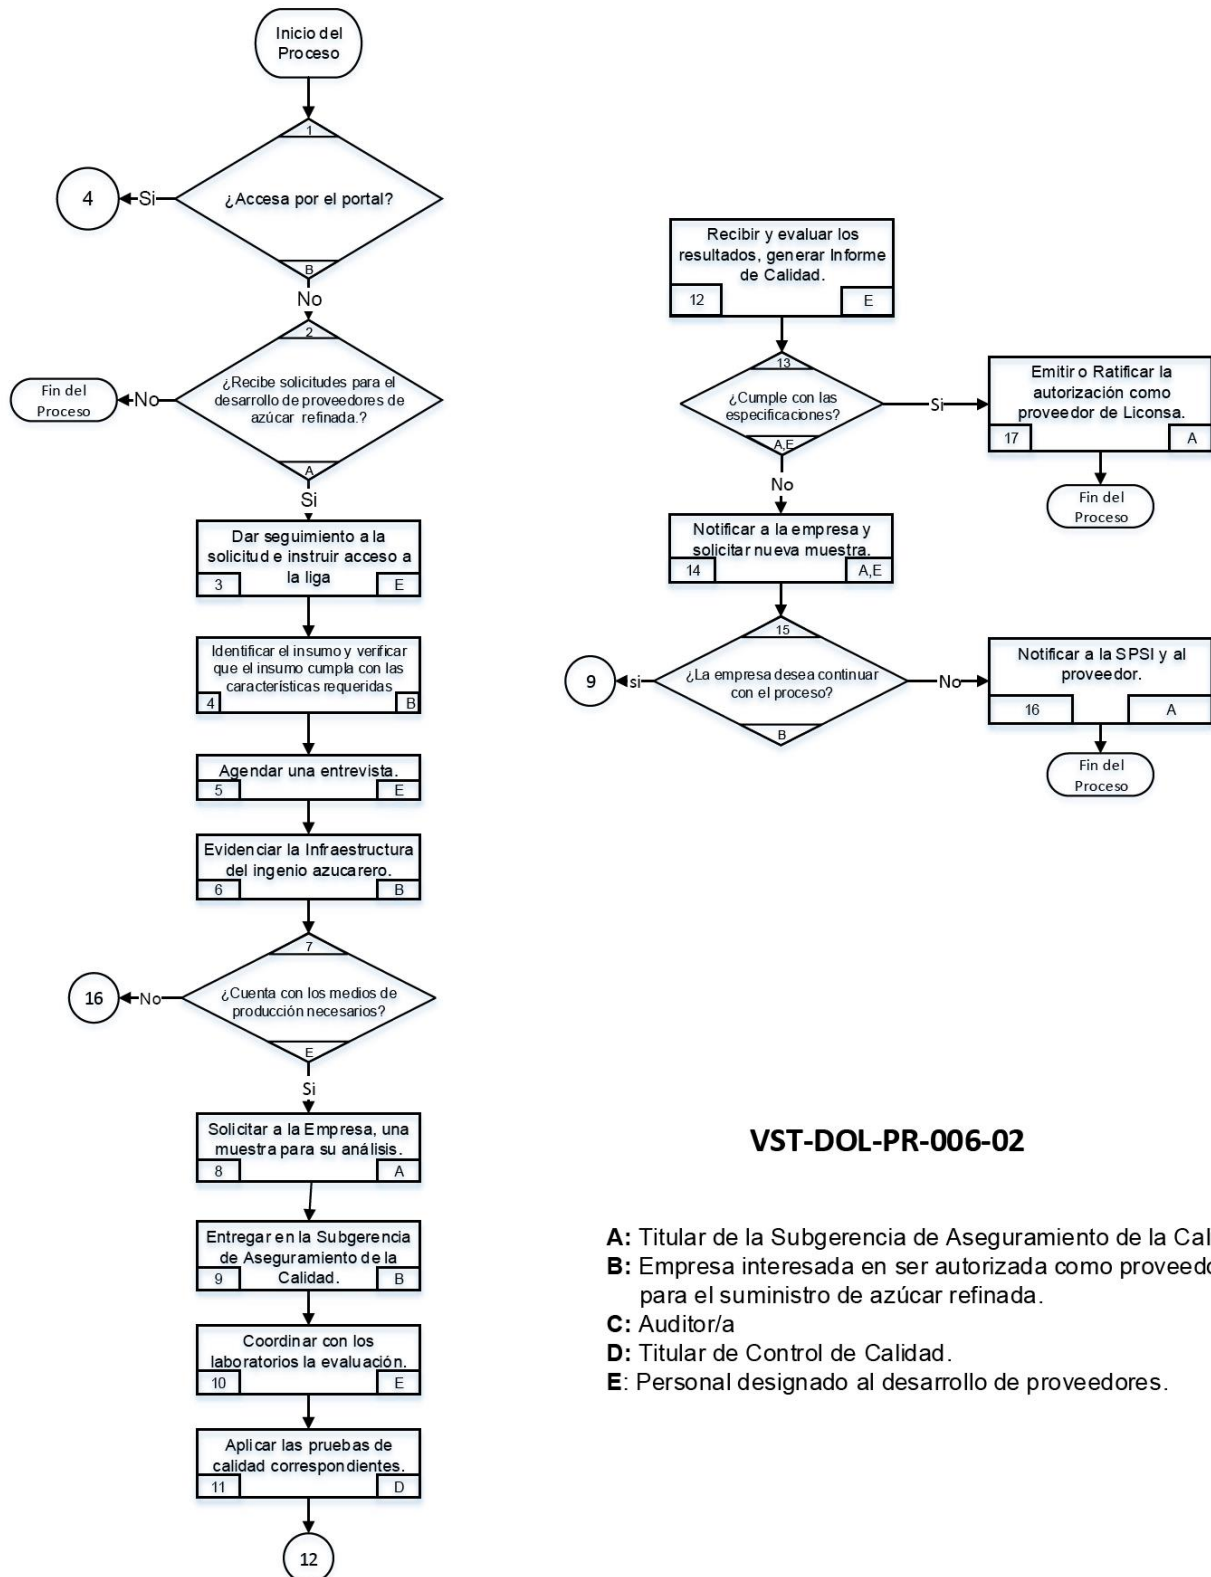 Inicio del
Proceso
1
¿Accesa por el portal?
B
Si
4
No
2
¿Recibe solicitudes para el
desarrollo de proveedores de
azúcar refinada.?
A
No
Fin del
Proceso
Si
Dar seguimiento a la
solicitud e instruir acceso a
la liga
3
E
Identificar el insumo y verificar
que el insumo cumpla con las
características requeridas
4
B
Agendar una entrevista.
5
E
Evidenciar la Infraestructura
del ingenio azucarero.
6
B
7
¿Cuenta con los medios de
producción necesarios?
E
No
16
Si
Solicitar a la Empresa, una
muestra para su análisis.
8
A
Entregar en la Subgerencia
de Aseguramiento de la
Calidad.
9
B
Coordinar con los
laboratorios la evaluación.
10
E
Aplicar las pruebas de
calidad correspondientes.
11
D
12
Recibir y evaluar los
resultados, generar Informe
de Calidad.
12
E
13
¿Cumple con las
especificaciones?
A,E
Si
Emitir o Ratificar la
autorización como
proveedor de Liconsa.
17
A
Fin del
Proceso
No
Notificar a la empresa y
solicitar nueva muestra.
14
A,E
15
¿La empresa desea continuar
con el proceso?
B
si
9
No
Notificar a la SPSI y al
proveedor.
16
A
Fin del
Proceso
VST-DOL-PR-006-02
A: Titular de la Subgerencia de Aseguramiento de la Cal
B: Empresa interesada en ser autorizada como proveedo
para el suministro de azúcar refinada.
C: Auditor/a
D: Titular de Control de Calidad.
E: Personal designado al desarrollo de proveedores.